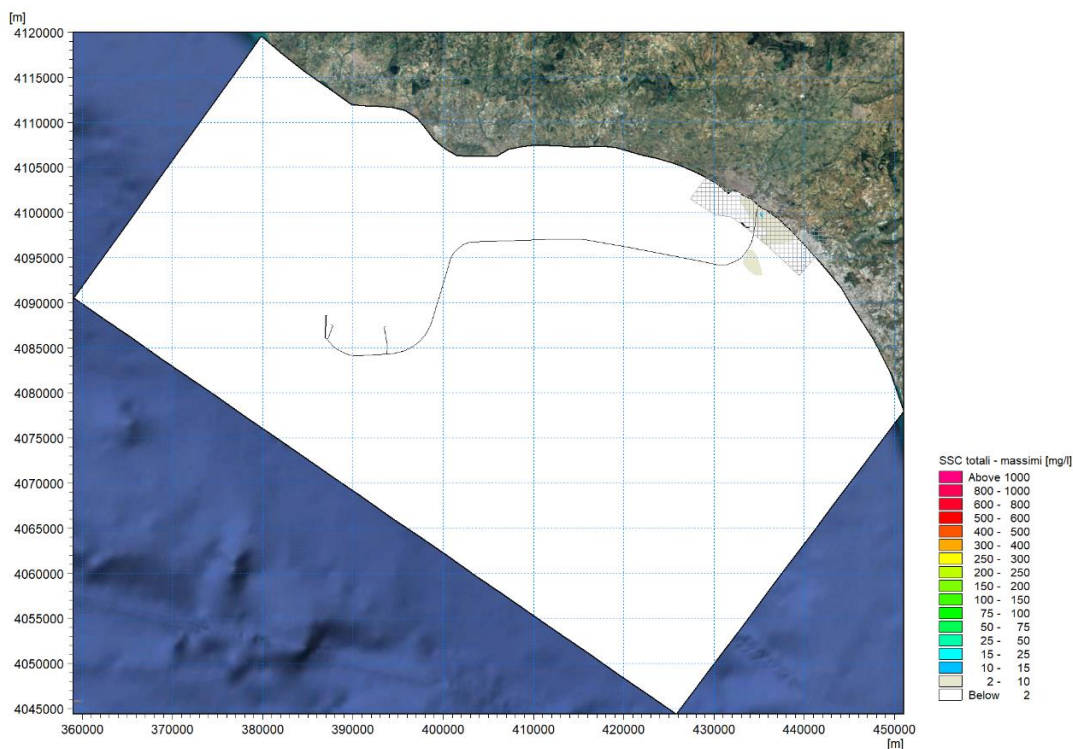 [m]
4120000
4115000
4110000
4105000
4100000
4095000
4090000
4085000
4080000
4075000
4070000
4065000
4060000
4055000
4050000
4045000
360000 370000 380000 390000 400000 410000 420000 430000 440000 450000
[m]
SSC totali - massimi [mg/l]
Above 1000
800 - 1000
600 - 800
500 - 600
400 - 500
300 - 400
250 - 300
200 - 250
150 - 200
100 - 150
75 - 100
50 - 75
25 - 50
15 - 25
10 - 15
2 - 10
Below 2